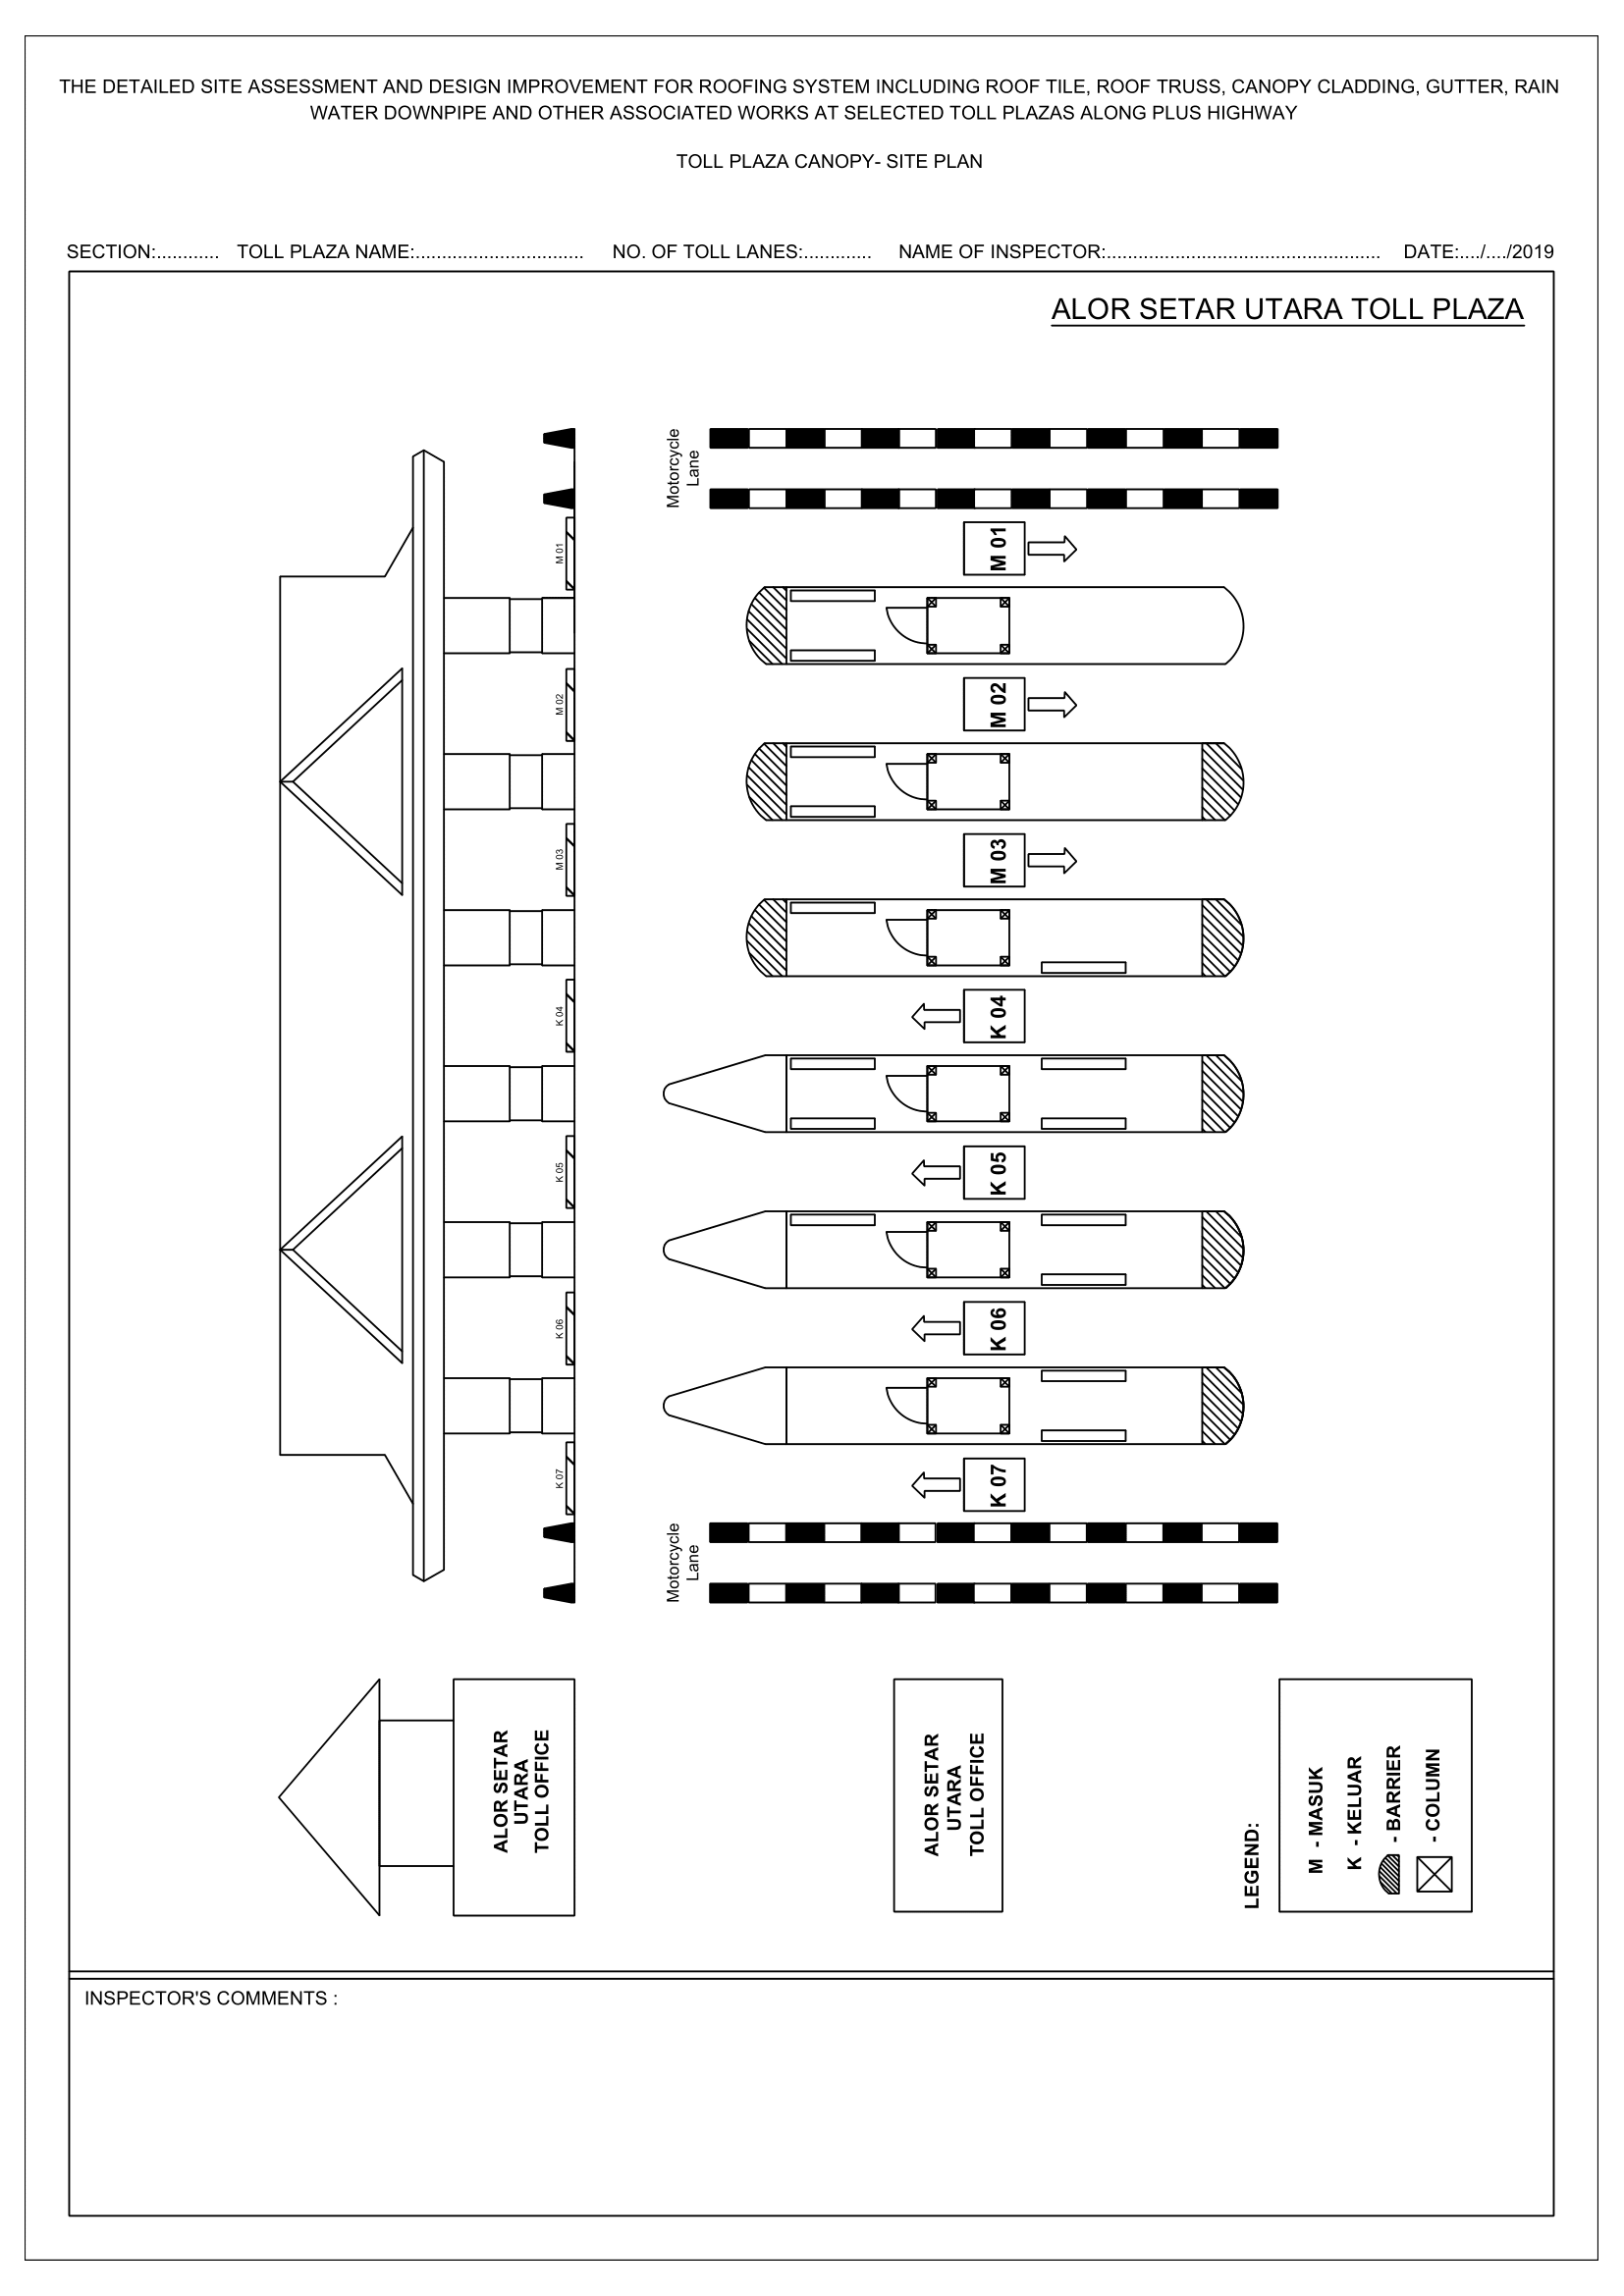 THE DETAILED SITE ASSESSMENT AND DESIGN IMPROVEMENT FOR ROOFING SYSTEM INCLUDING ROOF TILE, ROOF TRUSS, CANOPY CLADDING, GUTTER, RAIN
WATER DOWNPIPE AND OTHER ASSOCIATED WORKS AT SELECTED TOLL PLAZAS ALONG PLUS HIGHWAY
TOLL PLAZA CANOPY- SITE PLAN
SECTION:............ TOLL PLAZA NAME:................................ NO. OF TOLL LANES:............. NAME OF INSPECTOR:.................................................... DATE:..../..../2019
ALOR SETAR UTARA TOLL PLAZA
Motorcycle
Lane
M 01
M 01
M 02
M 02
M 03
M 03
K 04
K 04
K 05
K 05
K 06
K 06
K 07
K 07
Motorcycle
Lane
ALOR SETAR
UTARA
TOLL OFFICE
ALOR SETAR
UTARA
TOLL OFFICE
LEGEND:
M - MASUK
K - KELUAR
- BARRIER
- COLUMN
INSPECTOR'S COMMENTS :